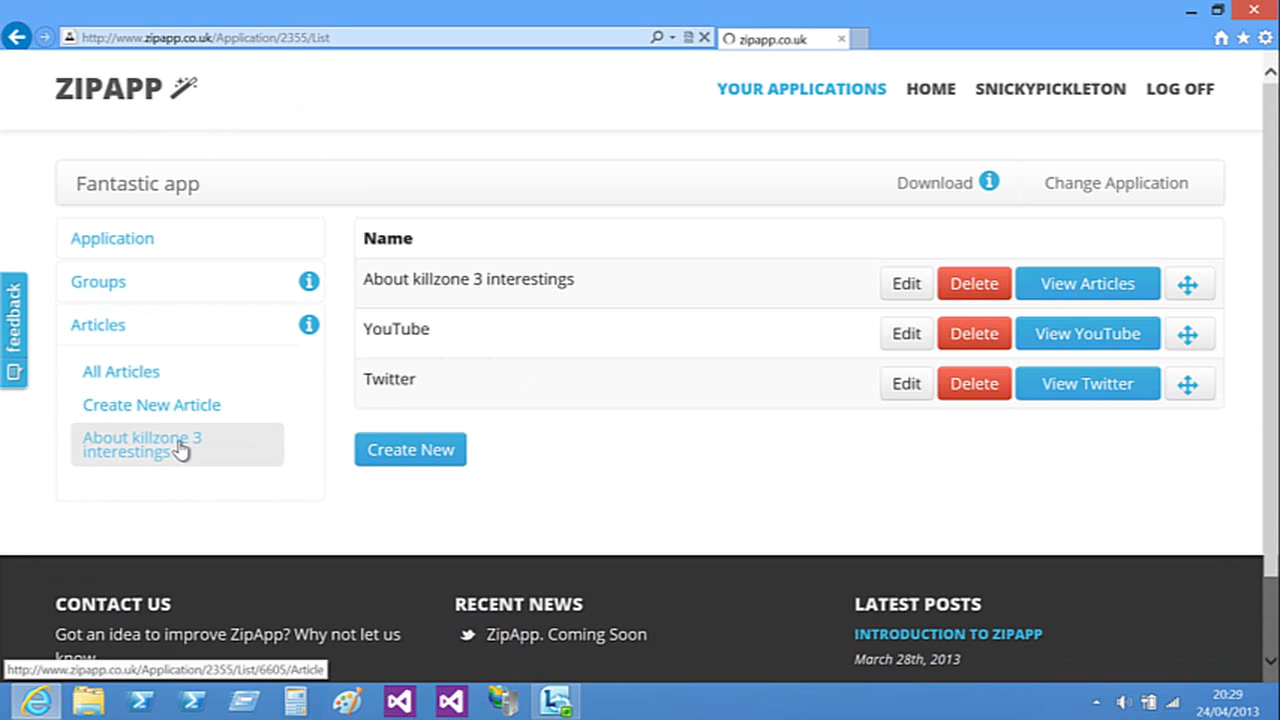 http://www.zipapp.co.uk/Application/2355/List
zipapp.co.uk
ZIPAPP
YOUR APPLICATIONS
HOME
SNICKYPICKLETON
LOG OFF
Fantastic app
Download
Change Application
feedback
Application
Groups
Articles
All Articles
Create New Article
About killzone 3
interestings
Name
About killzone 3 interestings
Edit
Delete
View Articles
YouTube
Edit
Delete
View YouTube
Twitter
Edit
Delete
View Twitter
Create New
CONTACT US
Got an idea to improve ZipApp? Why not let us
know
RECENT NEWS
ZipApp. Coming Soon
LATEST POSTS
INTRODUCTION TO ZIPAPP
March 28th, 2013
http://www.zipapp.co.uk/Application/2355/List/6605/Article
20:29
24/04/2013